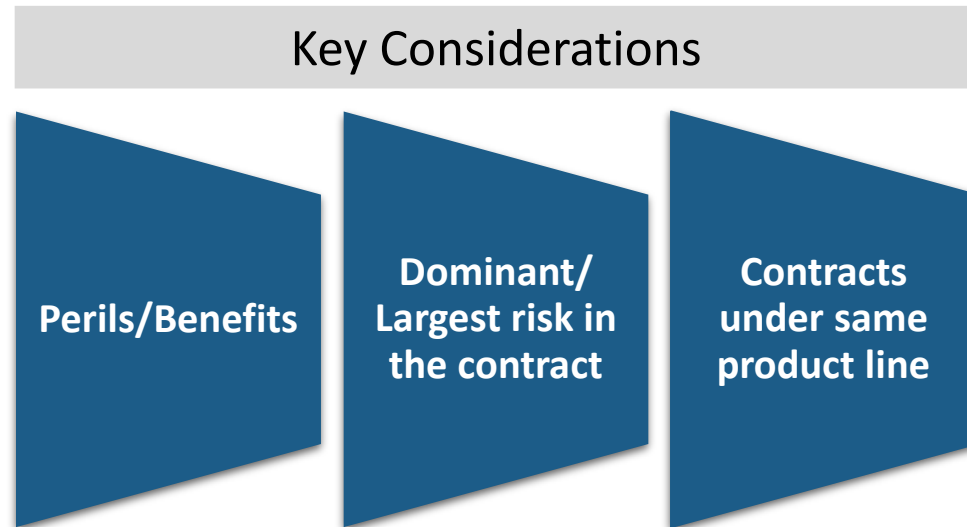 Key Considerations
Perils/Benefits
Dominant/
Largest risk in
the contract
Contracts
under same
product line